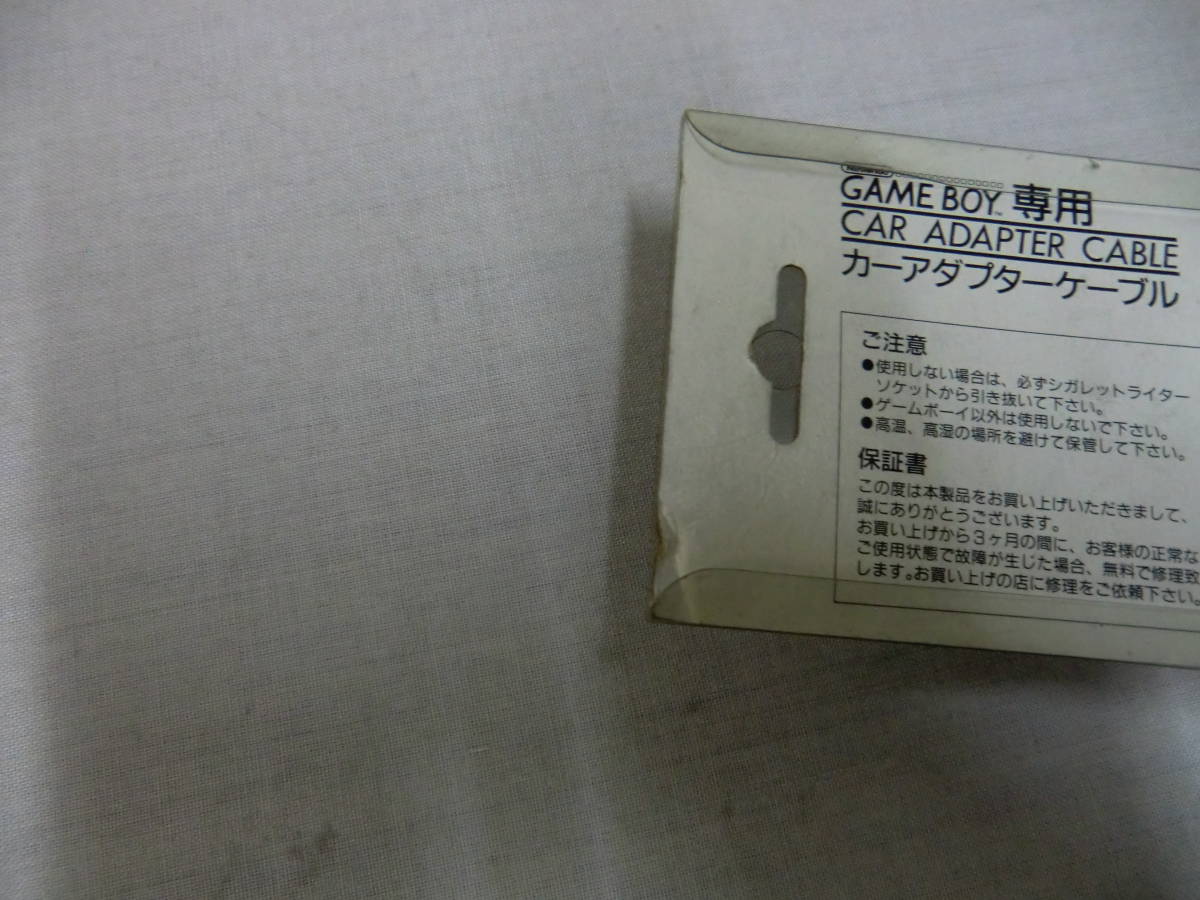 Nintendo
GAME BOY™ 専用
CAR ADAPTER CABLE
カーアダプターケーブル
ご注意
●使用しない場合は、必ずシガレットライター
ソケットから引き抜いて下さい。
●ゲームボーイ以外は使用しないで下さい。
●高温、高湿の場所を避けて保管して下さい。
保証書
この度は本製品をお買い上げいただきまして、
誠にありがとうございます。
お買い上げから3ヶ月の間に、お客様の正常な
ご使用状態で故障が生じた場合、無料で修理致
します。お買い上げの店に修理をご依頼下さい。